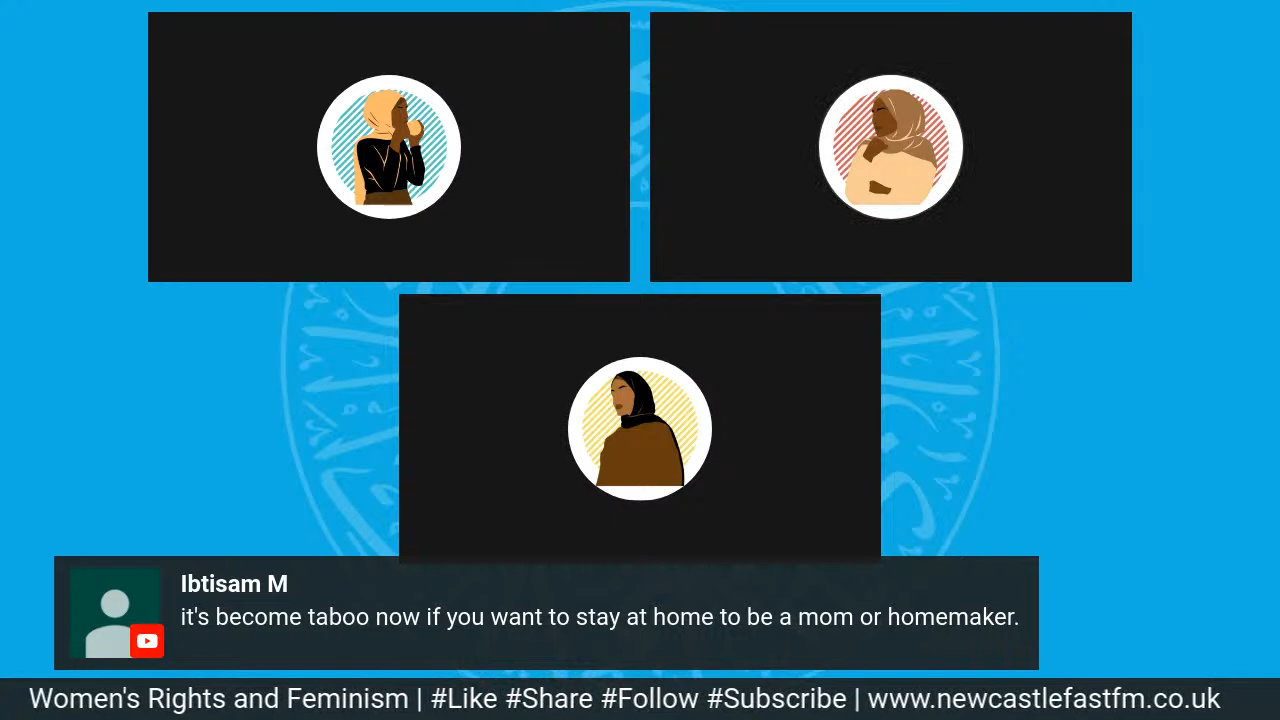 Ibtisam M
it's become taboo now if you want to stay at home to be a mom or homemaker.
Women's Rights and Feminism | #Like #Share #Follow #Subscribe | www.newcastlefastfm.co.uk